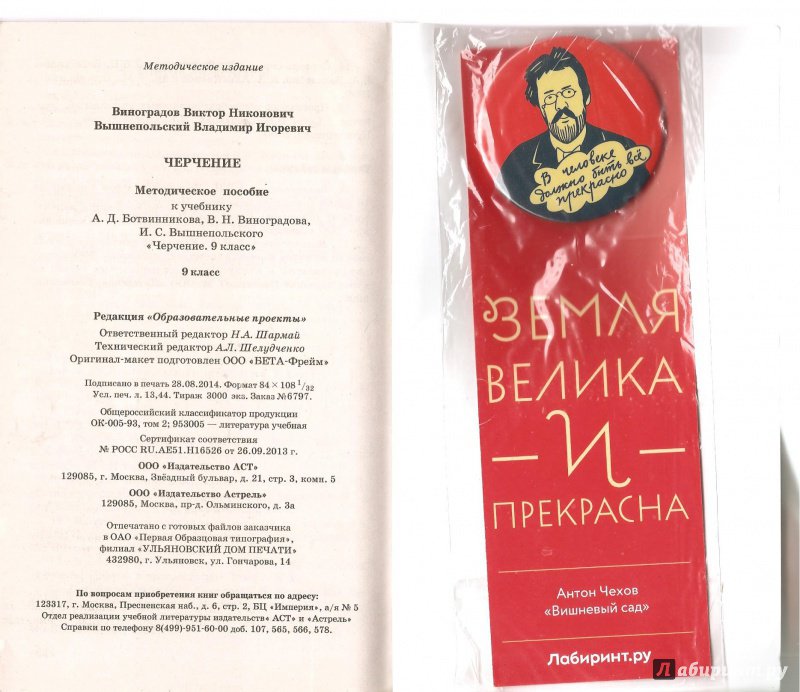 Методическое издание
Виноградов Виктор Никонович
Вышнепольский Владимир Игоревич
ЧЕРЧЕНИЕ
Методическое пособие
к учебнику
А. Д. Ботвинникова, В. Н. Виноградова,
И. С. Вышнепольского
«Черчение. 9 класс»
9 класс
Редакция «Образовательные проекты»
Ответственный редактор Н.А. Шармай
Технический редактор А.Л. Шелудченко
Оригинал-макет подготовлен ООО «БЕТА-Фрейм»
Подписано в печать 28.08.2014. Формат 84 × 108 1/32
Усл. печ. л. 13,44. Тираж 3000 экз. Заказ №6797.
Общероссийский классификатор продукции
ОК-005-93, том 2; 953005 — литература учебная
Сертификат соответствия
№ РОСС RU.АЕ51.Н16526 от 26.09.2013 г.
ООО «Издательство АСТ»
129085, г. Москва, Звёздный бульвар, д. 21, стр. 3, комн. 5
ООО «Издательство Астрель»
129085, Москва, пр-д. Ольминского, д. 3а
Отпечатано с готовых файлов заказчика
в ОАО «Первая Образцовая типография»,
филиал «УЛЬЯНОВСКИЙ ДОМ ПЕЧАТИ»
432980, г. Ульяновск, ул. Гончарова, 14
По вопросам приобретения книг обращаться по адресу:
123317, г. Москва, Пресненская наб., д. 6, стр. 2, БЦ «Империя», а/я № 5
Отдел реализации учебной литературы издательств« АСТ» и «Астрель»
Справки по телефону 8(499)-951-60-00 доб. 107, 565, 566, 578.
В человеке
должно быть всё
прекрасно
ЗЕМЛЯ
ВЕЛИКА
— И —
ПРЕКРАСНА
Антон Чехов
«Вишневый сад»
Лабиринт.ру
Лабиринт.ру